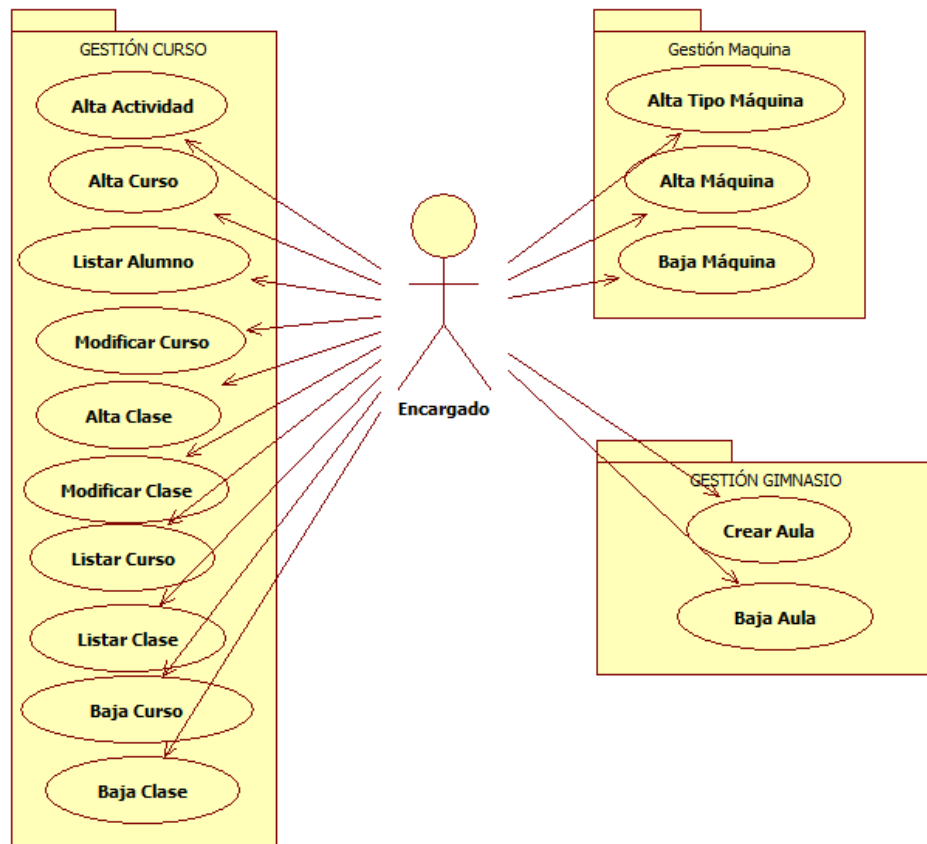 GESTIÓN CURSO
Alta Actividad
Alta Curso
Listar Alumno
Modificar Curso
Alta Clase
Modificar Clase
Listar Curso
Listar Clase
Baja Curso
Baja Clase
Encargado
Gestión Maquina
Alta Tipo Máquina
Alta Máquina
Baja Máquina
GESTIÓN GIMNASIO
Crear Aula
Baja Aula